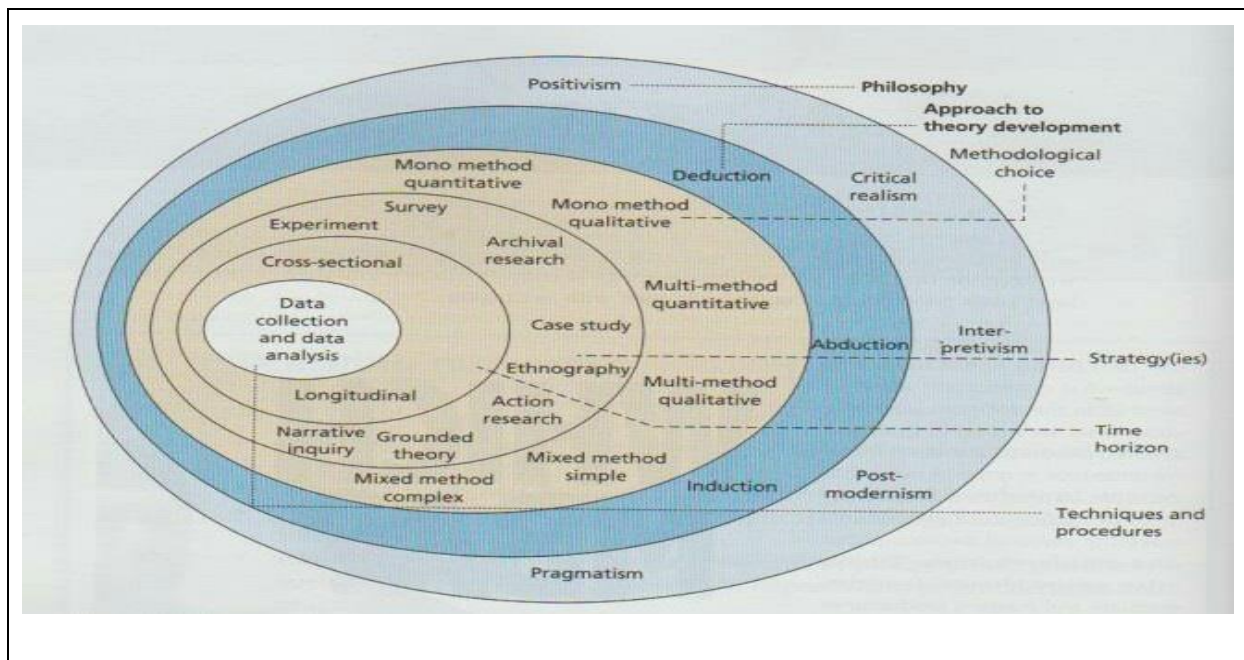 Positivism
Philosophy
Approach to
theory development
Methodological
choice
Mono method
quantitative
Deduction
Critical
realism
Survey
Mono method
qualitative
Experiment
Archival
research
Cross-sectional
Multi-method
quantitative
Data
collection
and data
analysis
Case study
Abduction
Inter-
pretivism
Strategy(ies)
Ethnography
Multi-method
qualitative
Longitudinal
Action
research
Time
horizon
Narrative
inquiry
Grounded
theory
Mixed method
simple
Mixed method
complex
Induction
Post-
modernism
Techniques and
procedures
Pragmatism